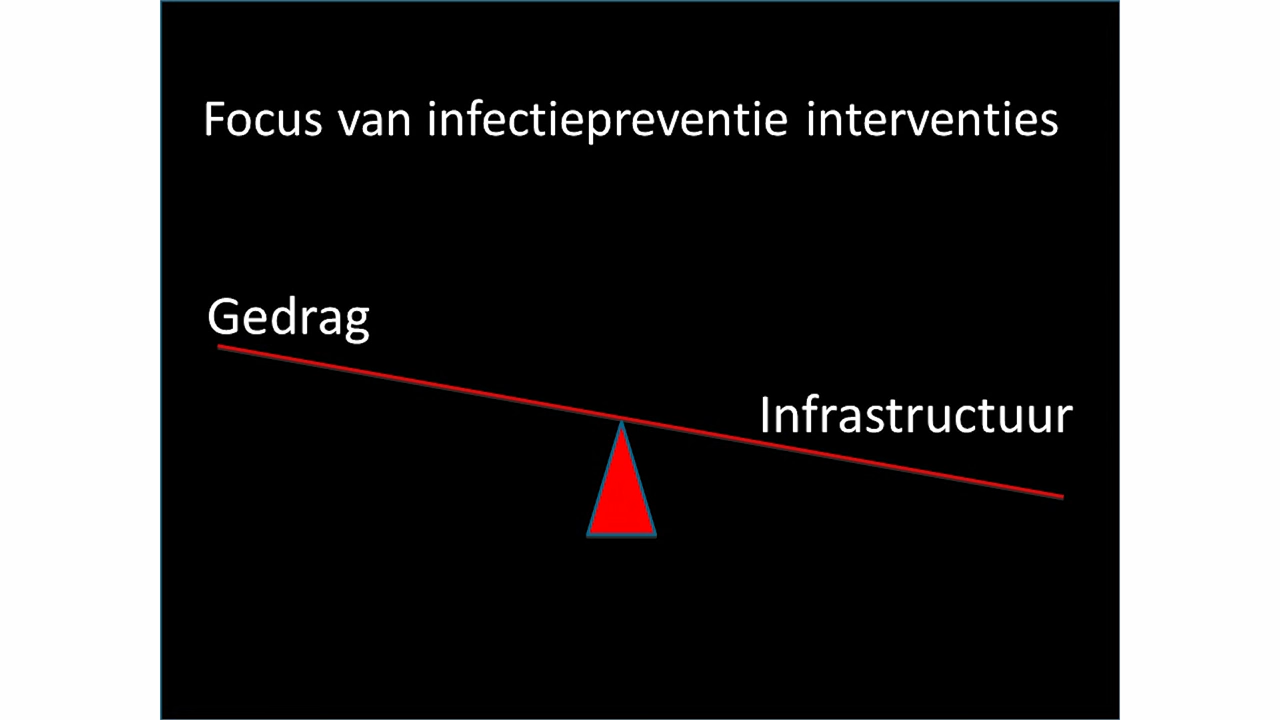 Focus van infectiepreventie interventies
Gedrag
Infrastructuur